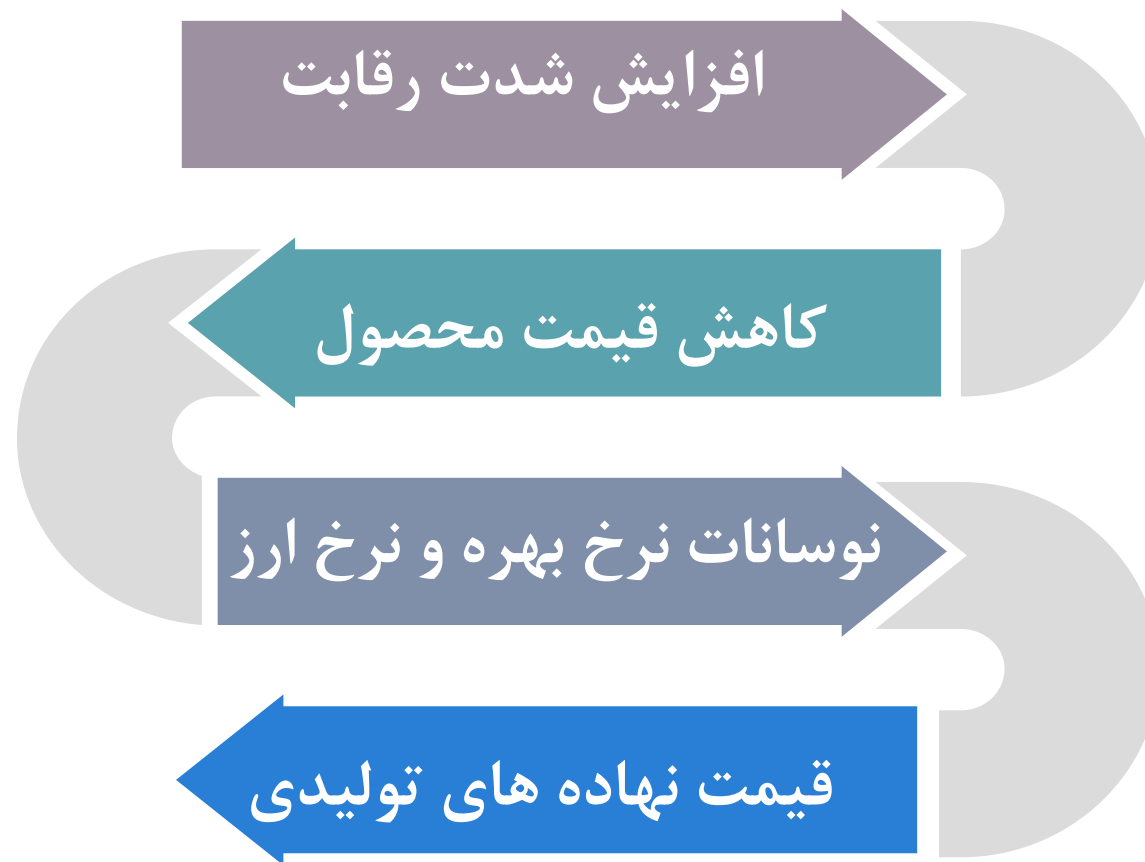 افزایش شدت رقابت
کاهش قیمت محصول
نوسانات نرخ بهره و نرخ ارز
قیمت نهاده های تولیدی